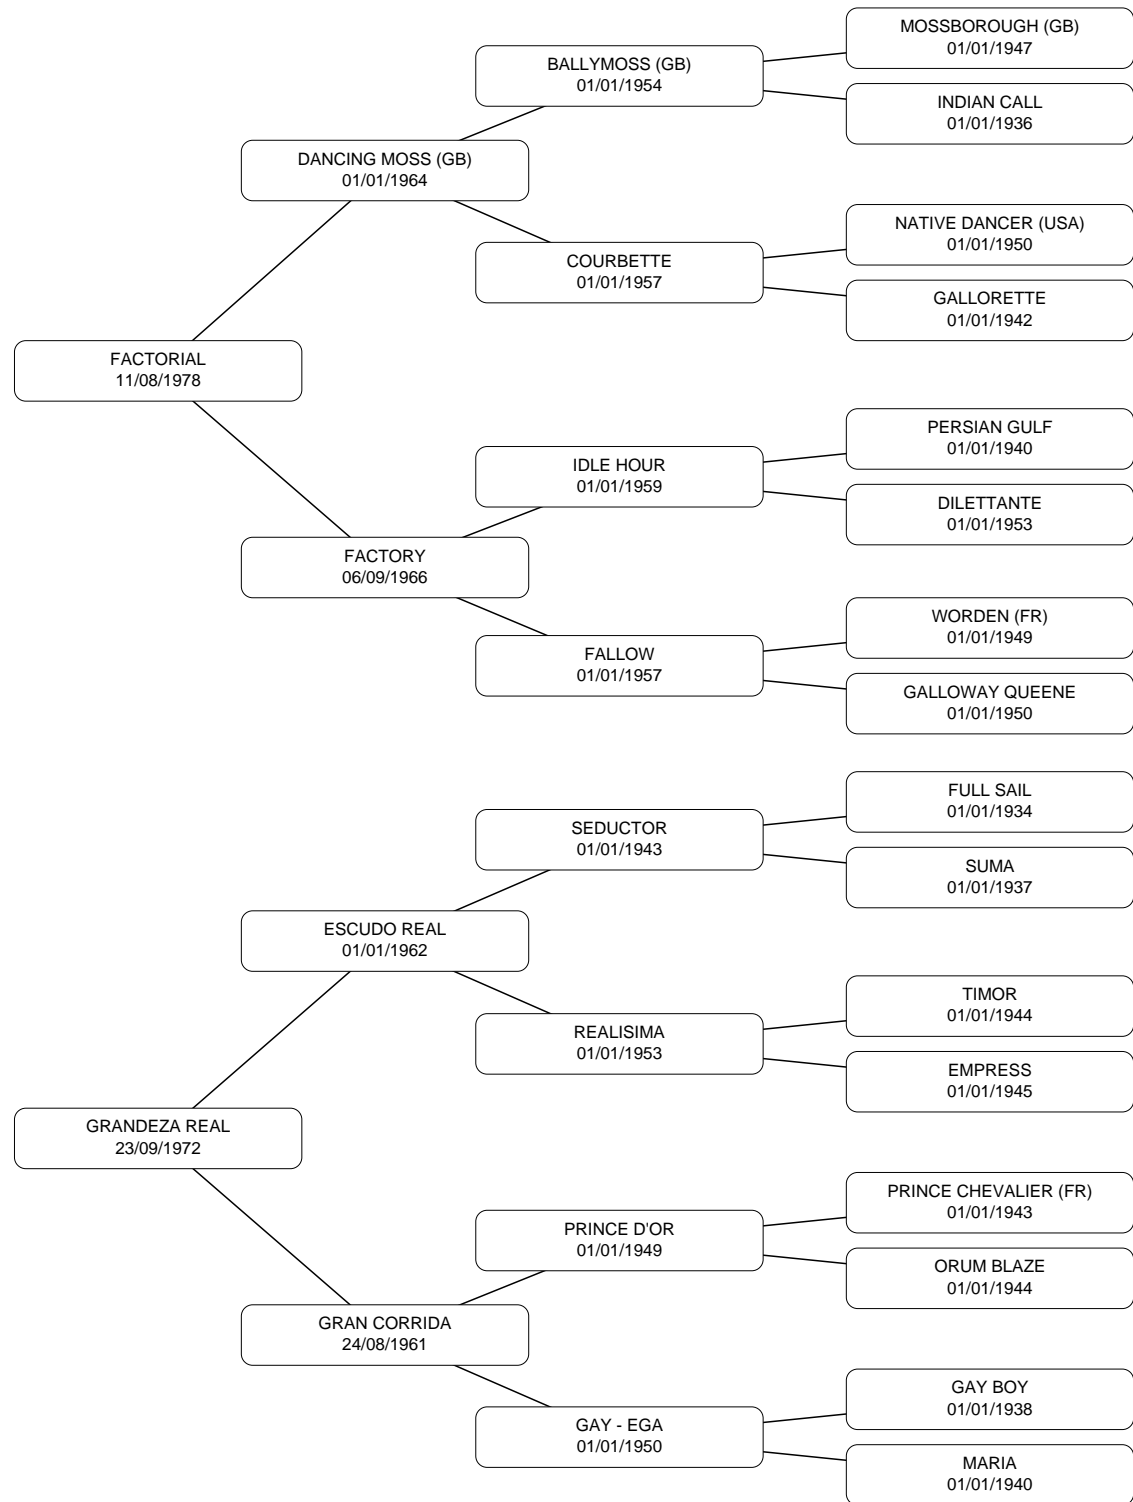 MOSSBOROUGH (GB)
01/01/1947
BALLYMOSS (GB)
01/01/1954
INDIAN CALL
01/01/1936
DANCING MOSS (GB)
01/01/1964
NATIVE DANCER (USA)
01/01/1950
COURBETTE
01/01/1957
GALLORETTE
01/01/1942
FACTORIAL
11/08/1978
PERSIAN GULF
01/01/1940
IDLE HOUR
01/01/1959
DILETTANTE
01/01/1953
FACTORY
06/09/1966
WORDEN (FR)
01/01/1949
FALLOW
01/01/1957
GALLOWAY QUEENE
01/01/1950
FULL SAIL
01/01/1934
SEDUCTOR
01/01/1943
SUMA
01/01/1937
ESCUDO REAL
01/01/1962
TIMOR
01/01/1944
REALISIMA
01/01/1953
EMPRESS
01/01/1945
GRANDEZA REAL
23/09/1972
PRINCE CHEVALIER (FR)
01/01/1943
PRINCE D'OR
01/01/1949
ORUM BLAZE
01/01/1944
GRAN CORRIDA
24/08/1961
GAY BOY
01/01/1938
GAY - EGA
01/01/1950
MARIA
01/01/1940